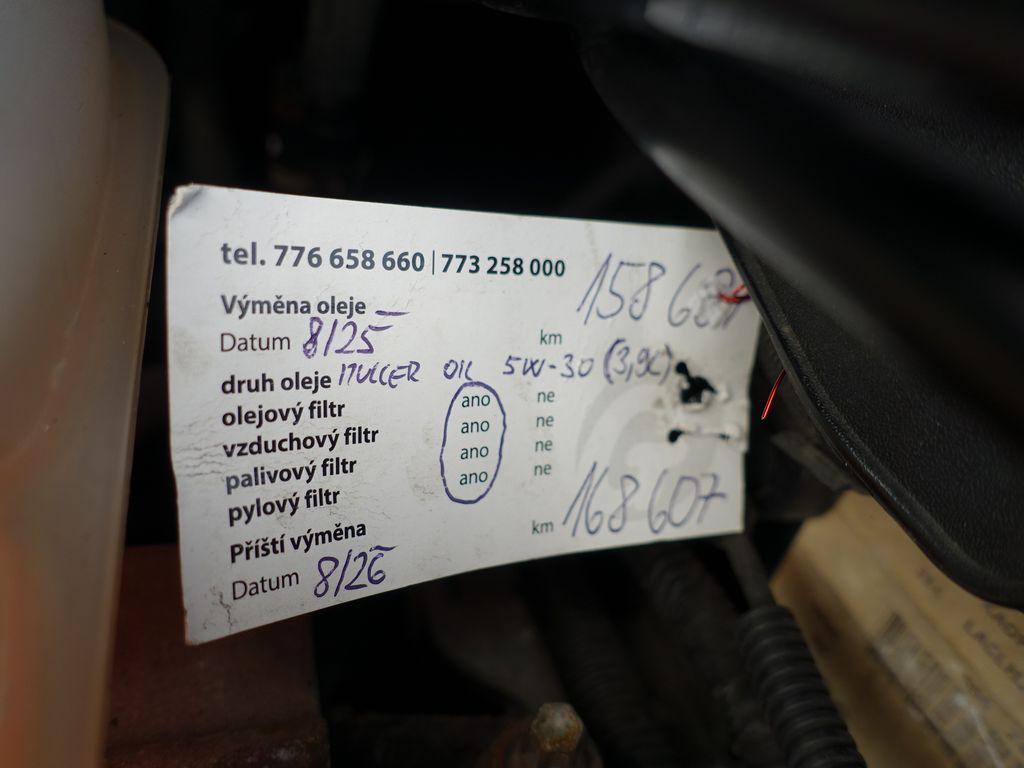 tel. 776 658 660 | 773 258 000
Výměna oleje
Datum 8/25 km
druh oleje MULLER OIL 5W-30 (3,9L)
olejový filtr ano ne
vzduchový filtr ano ne
palivový filtr ano ne
pylový filtr ano ne
Příští výměna
Datum 8/26 km 168 607